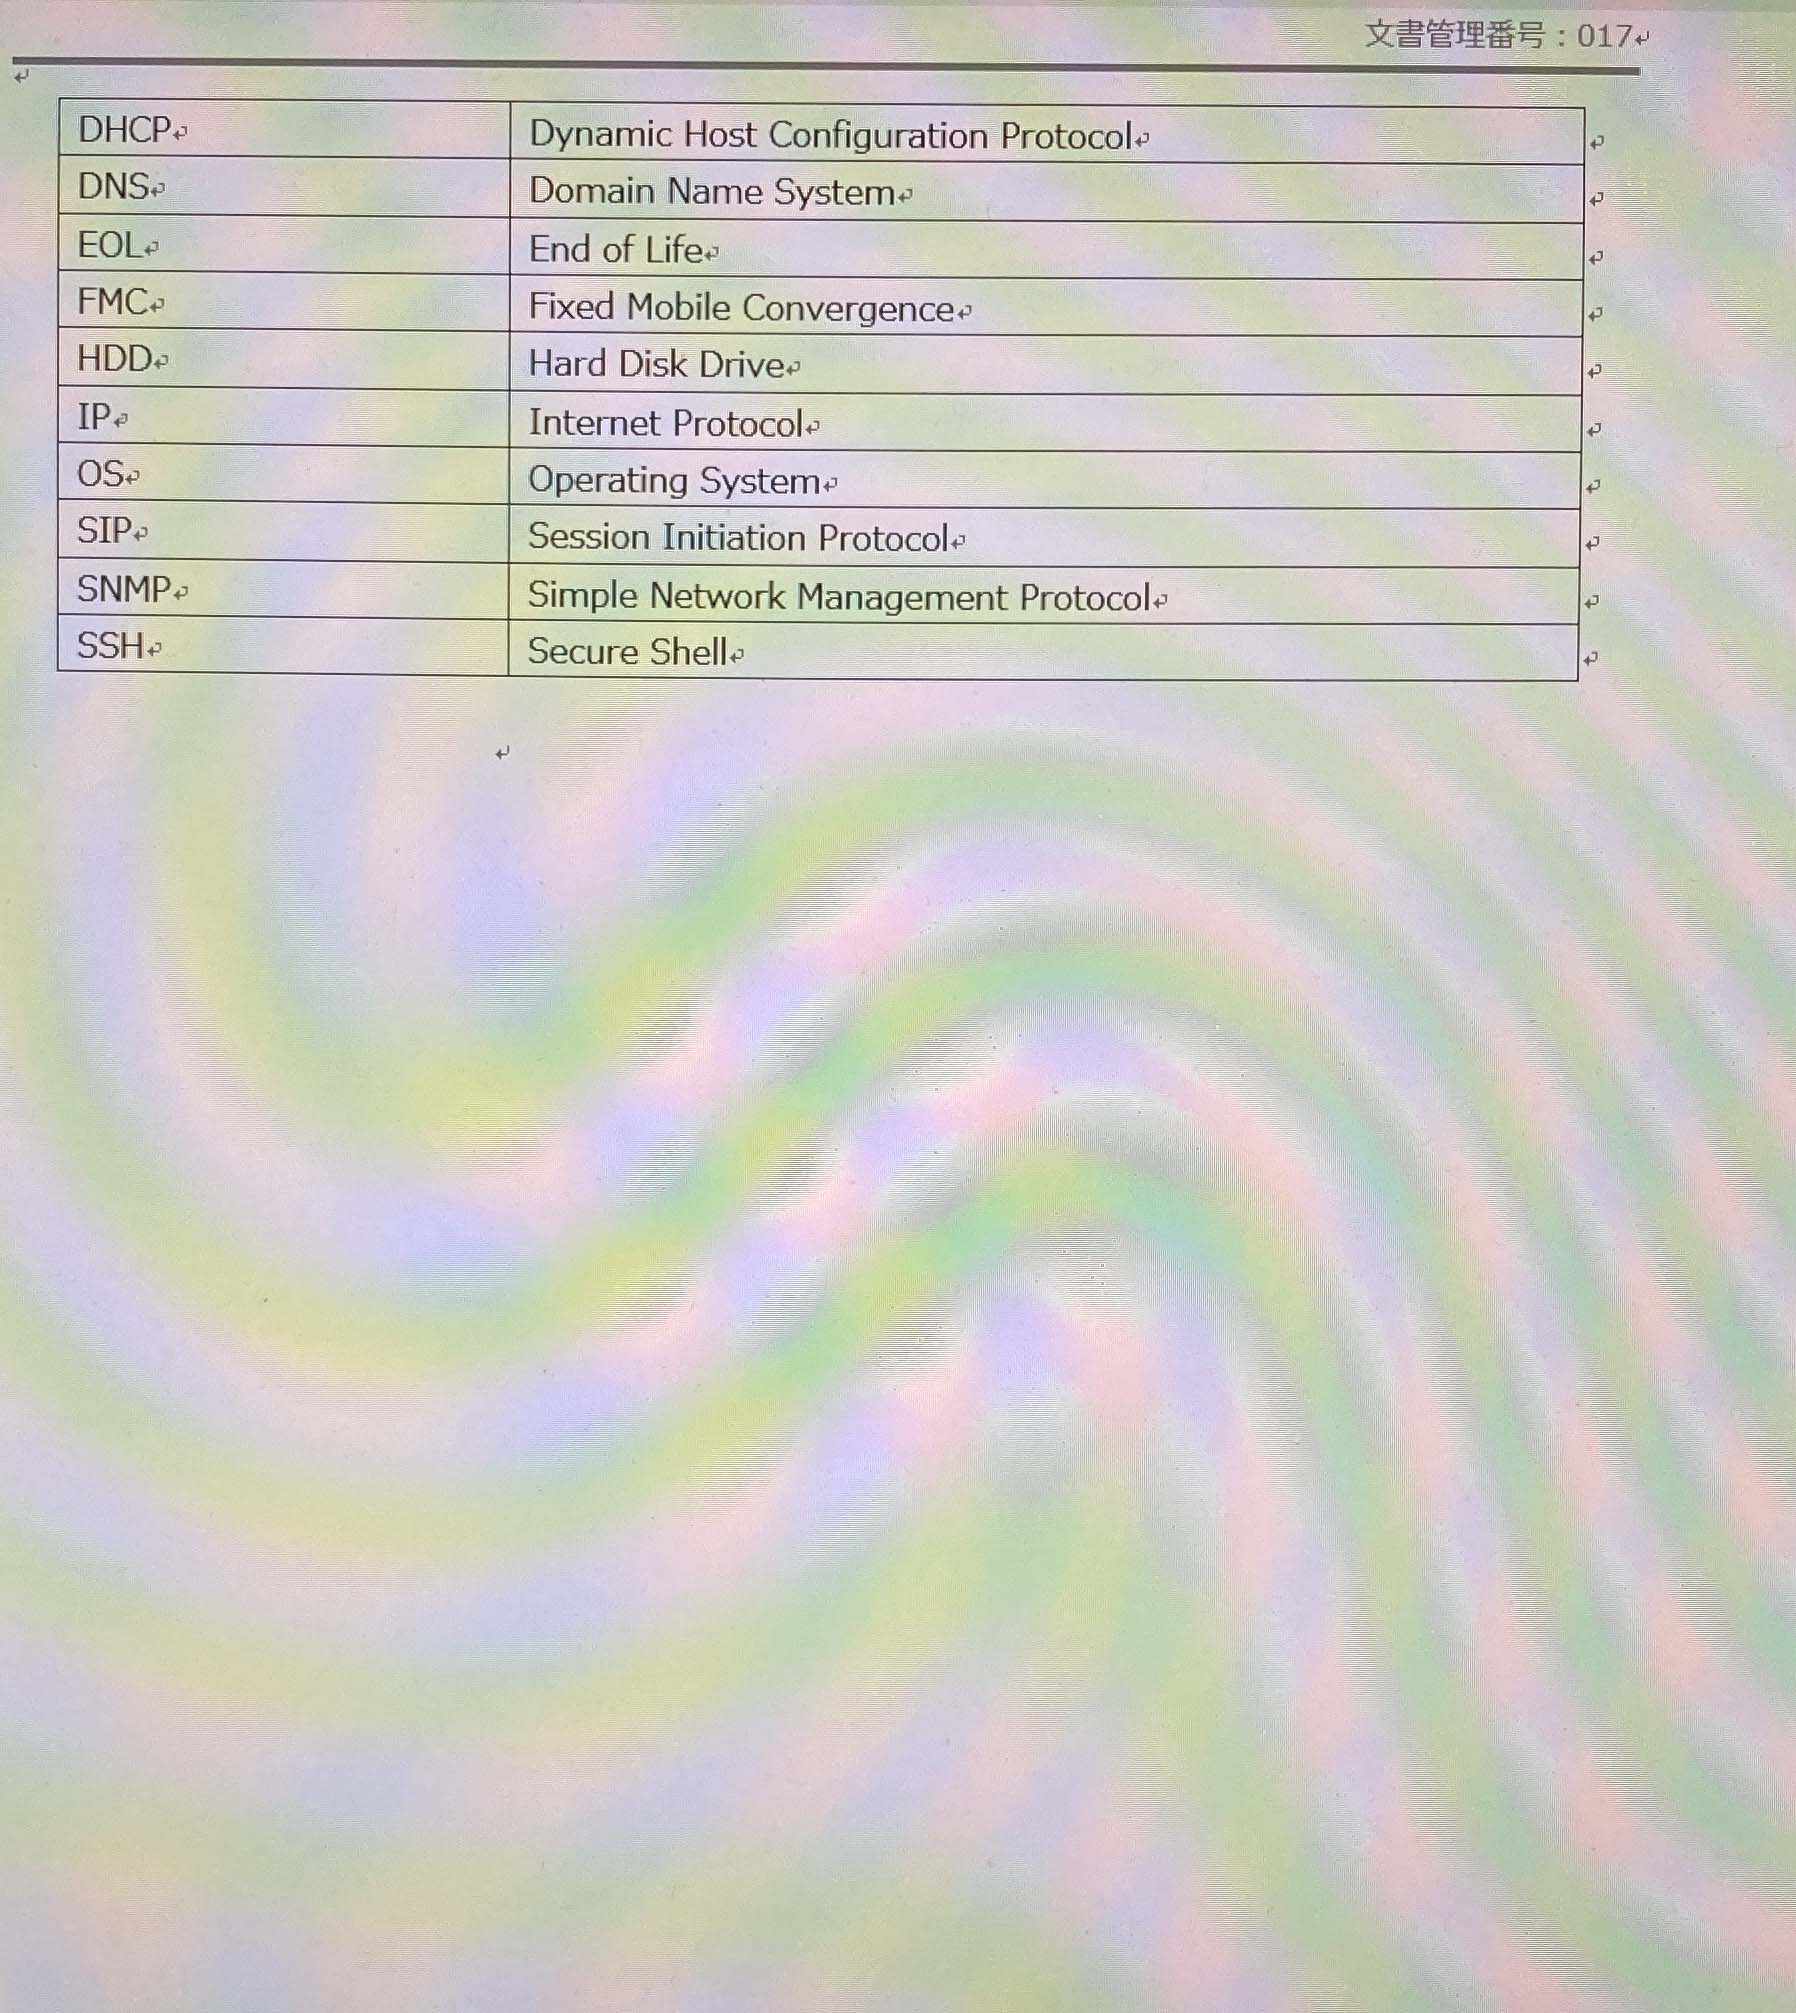 文書管理番号：017
DHCP Dynamic Host Configuration Protocol
DNS Domain Name System
EOL End of Life
FMC Fixed Mobile Convergence
HDD Hard Disk Drive
IP Internet Protocol
OS Operating System
SIP Session Initiation Protocol
SNMP Simple Network Management Protocol
SSH Secure Shell